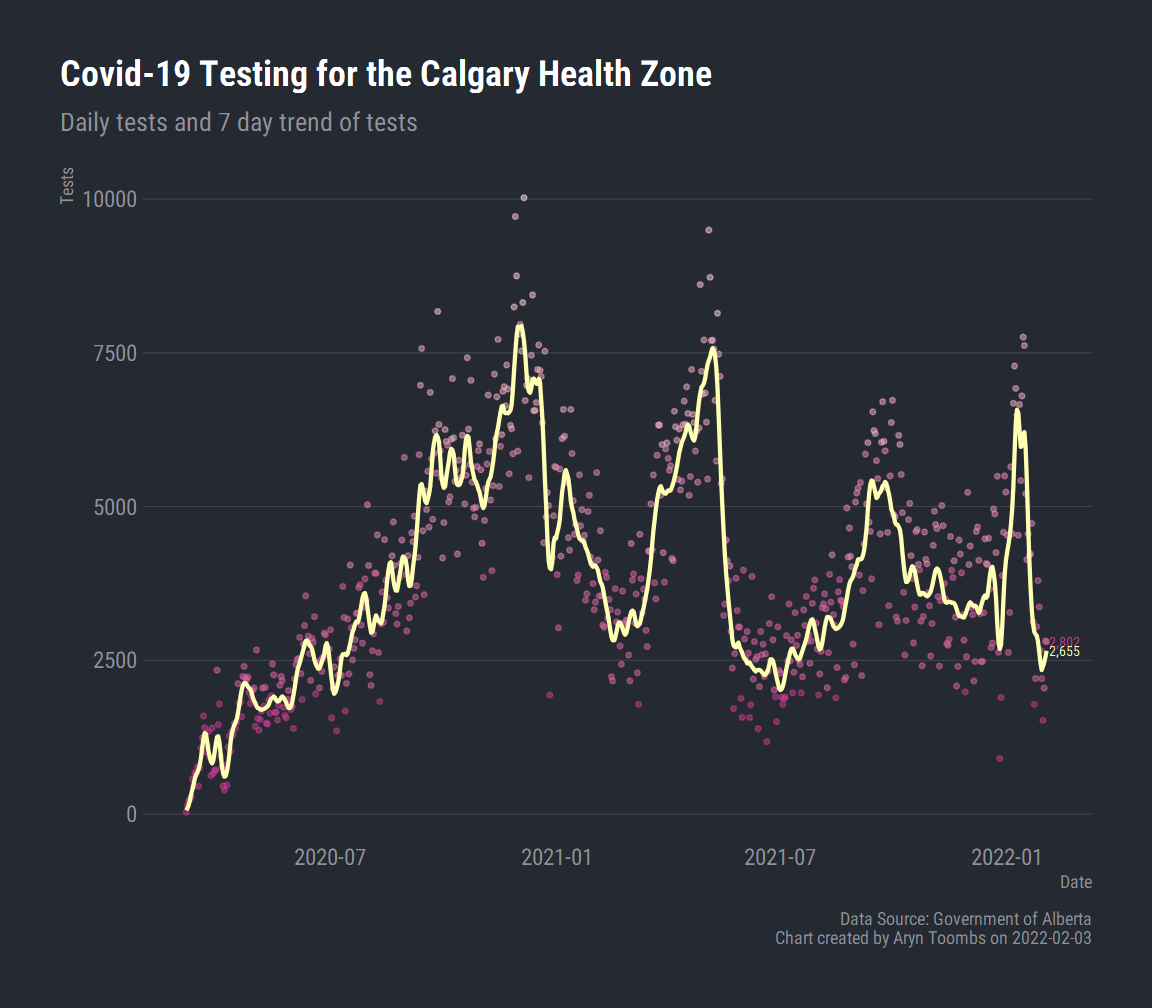 Covid-19 Testing for the Calgary Health Zone
Daily tests and 7 day trend of tests
Tests
10000
7500
5000
2500
0
2,802
2,655
2020-07
2021-01
2021-07
2022-01
Date
Data Source: Government of Alberta
Chart created by Aryn Toombs on 2022-02-03